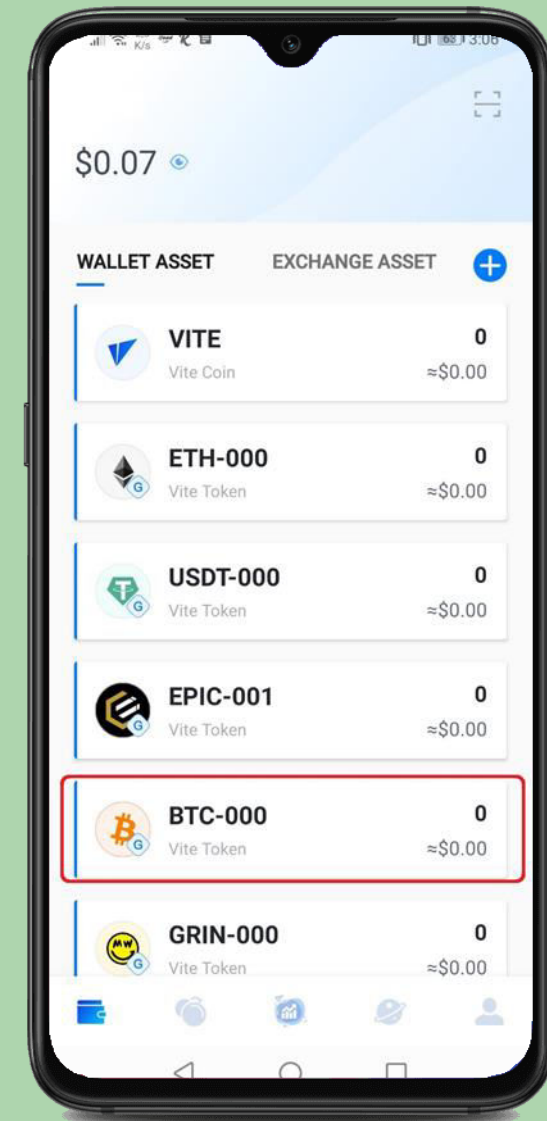 K/s 63 3:06
$0.07
WALLET ASSET EXCHANGE ASSET
VITE 0
Vite Coin ≈$0.00
ETH-000 0
G
Vite Token ≈$0.00
USDT-000 0
G
Vite Token ≈$0.00
EPIC-001 0
G
Vite Token ≈$0.00
BTC-000 0
G
Vite Token ≈$0.00
GRIN-000 0
MW
G
Vite Token ≈$0.00